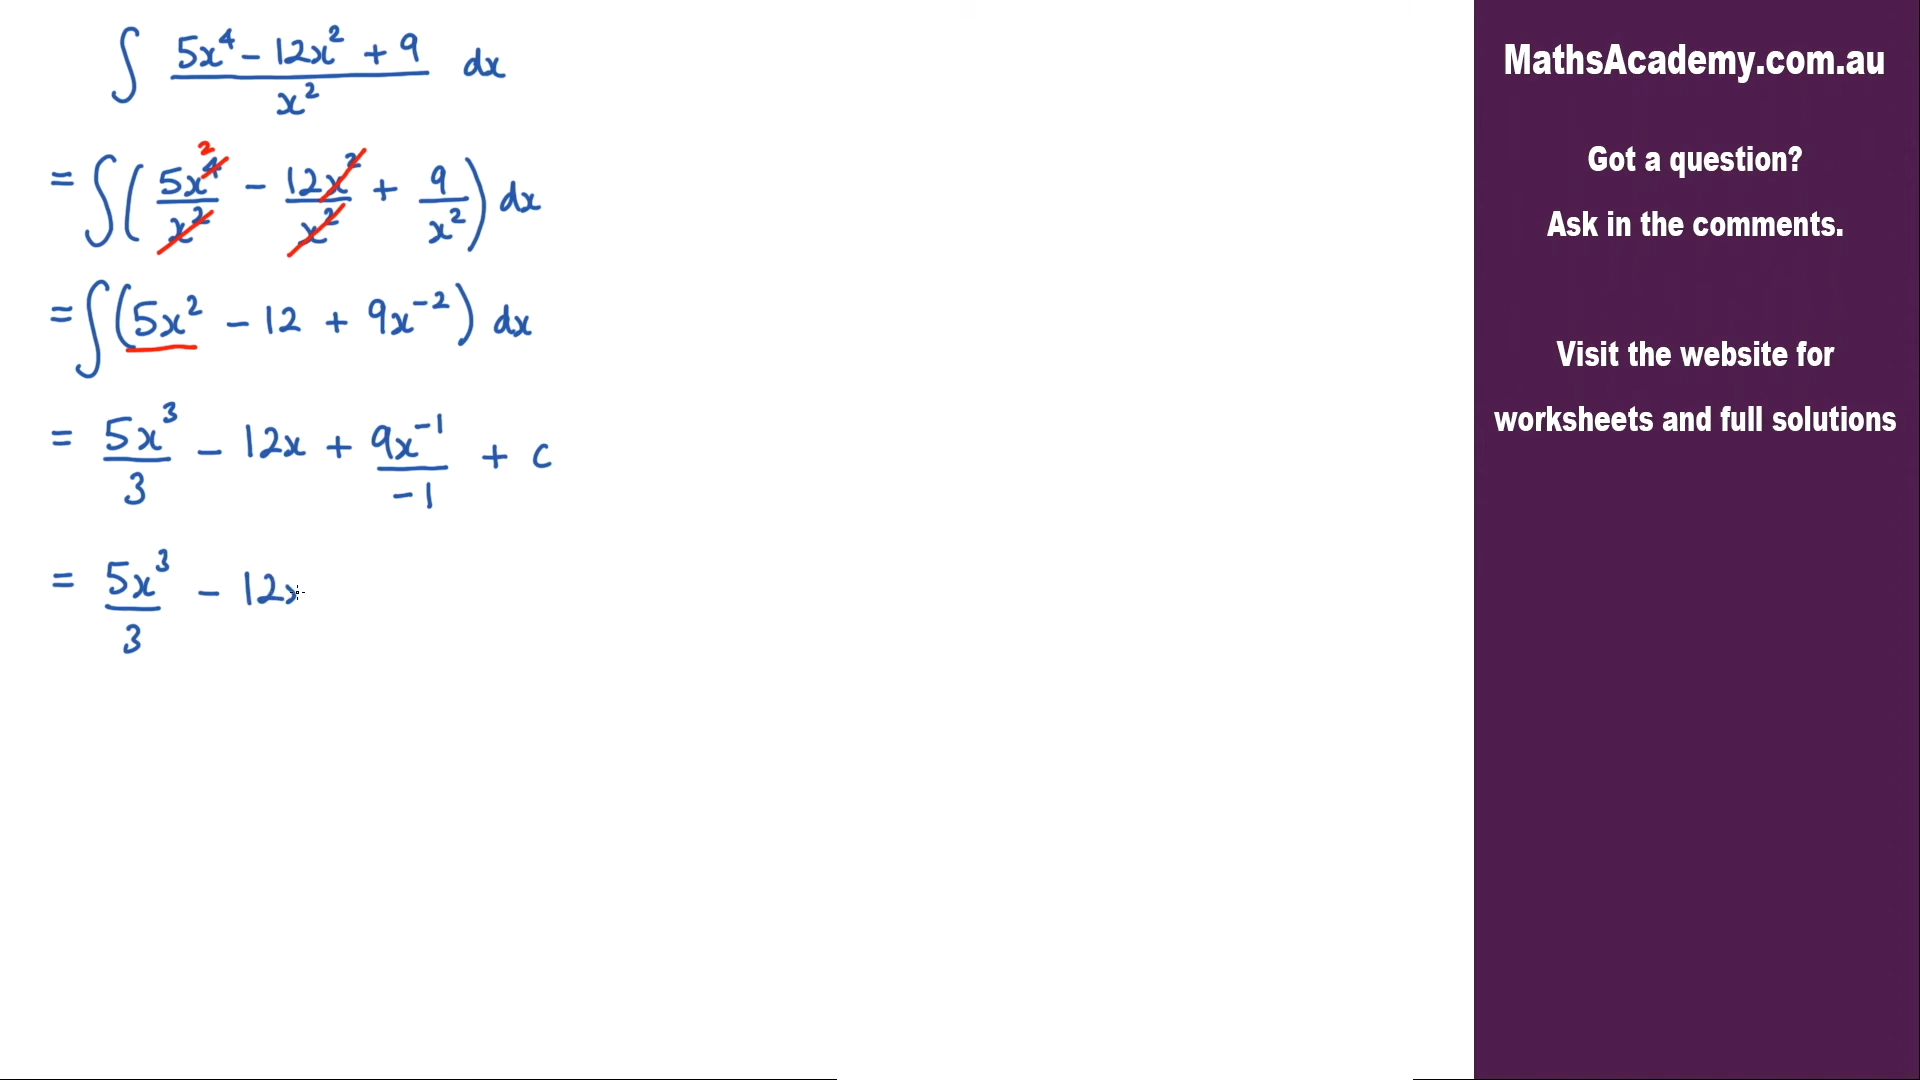 ∫ (5x⁴ − 12x² + 9)/x² dx
= ∫ (5x⁴²/x² − 12x²/x² + 9/x²) dx
= ∫ (5x² − 12 + 9x⁻²) dx
= 5x³/3 − 12x + 9x⁻¹/−1 + c
= 5x³/3 − 12x
MathsAcademy.com.au
Got a question?
Ask in the comments.
Visit the website for
worksheets and full solutions